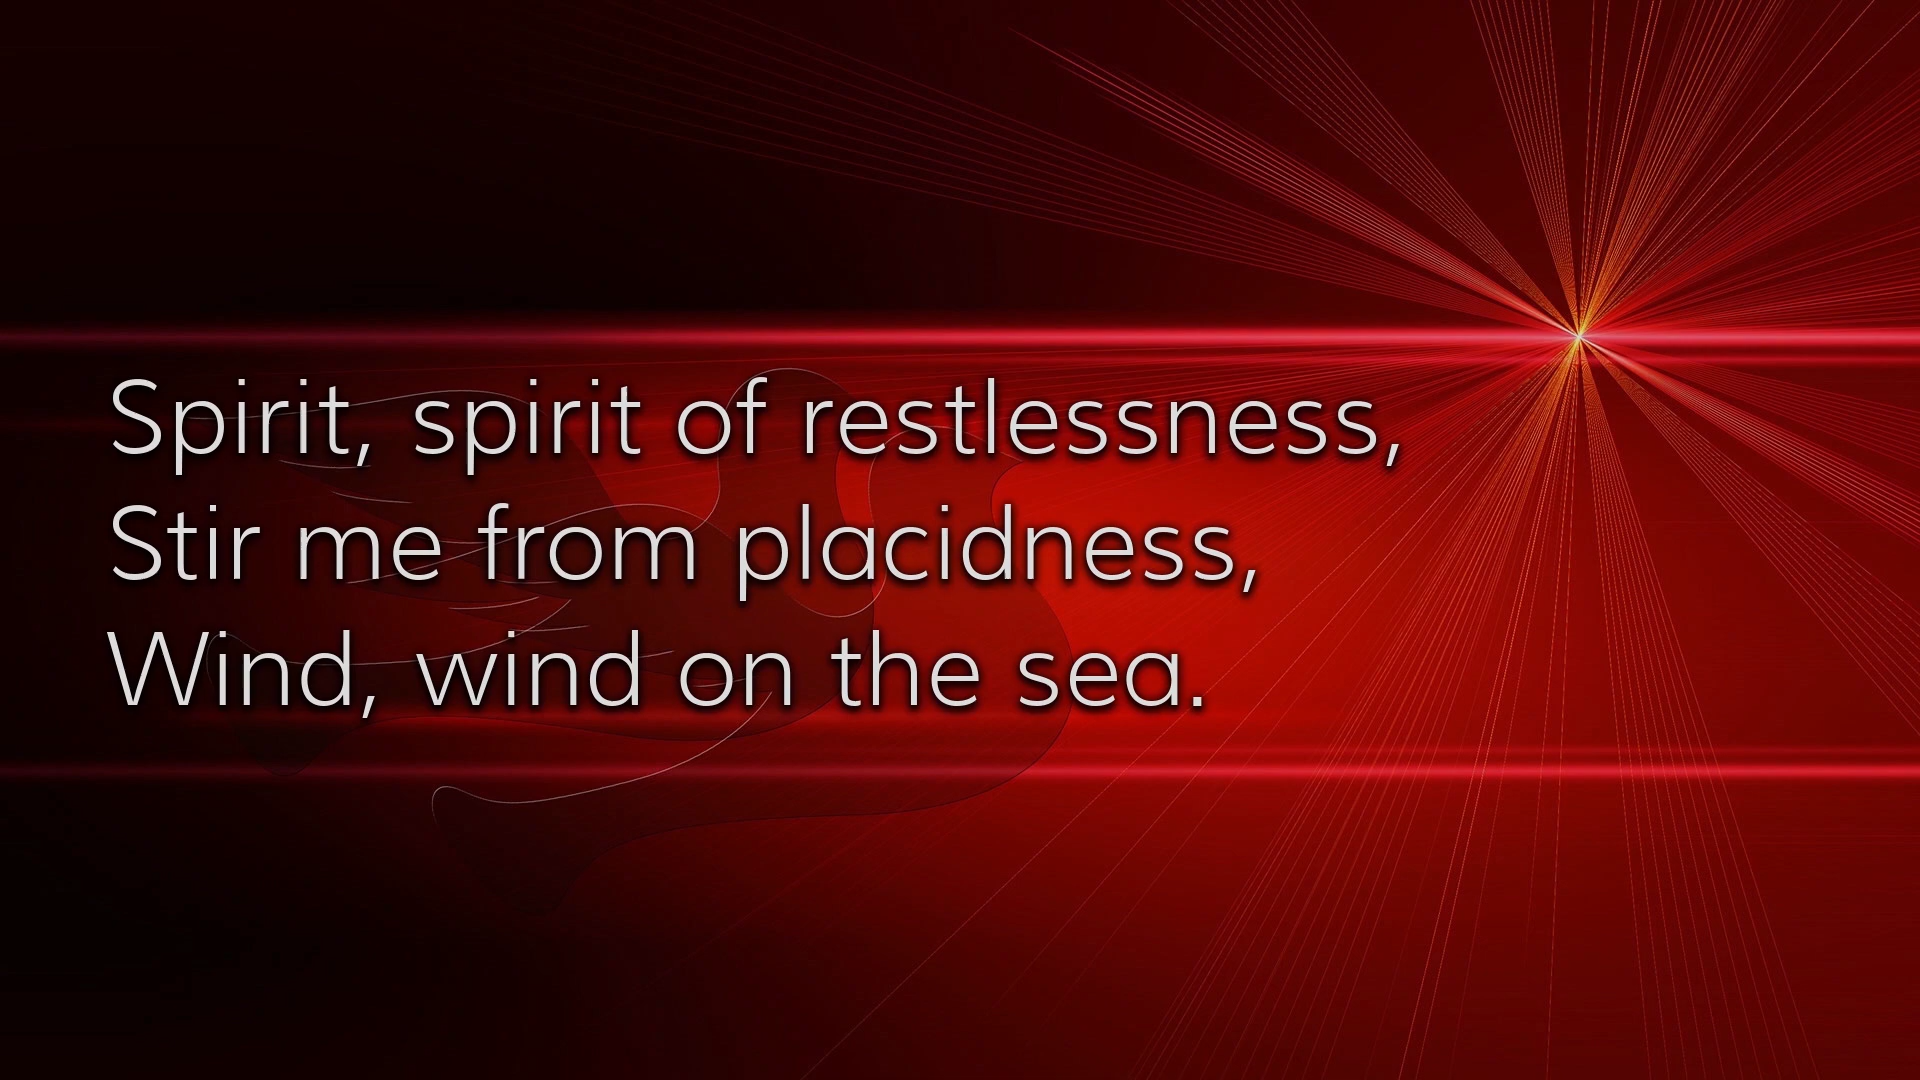 Spirit, spirit of restlessness,
Stir me from placidness,
Wind, wind on the sea.